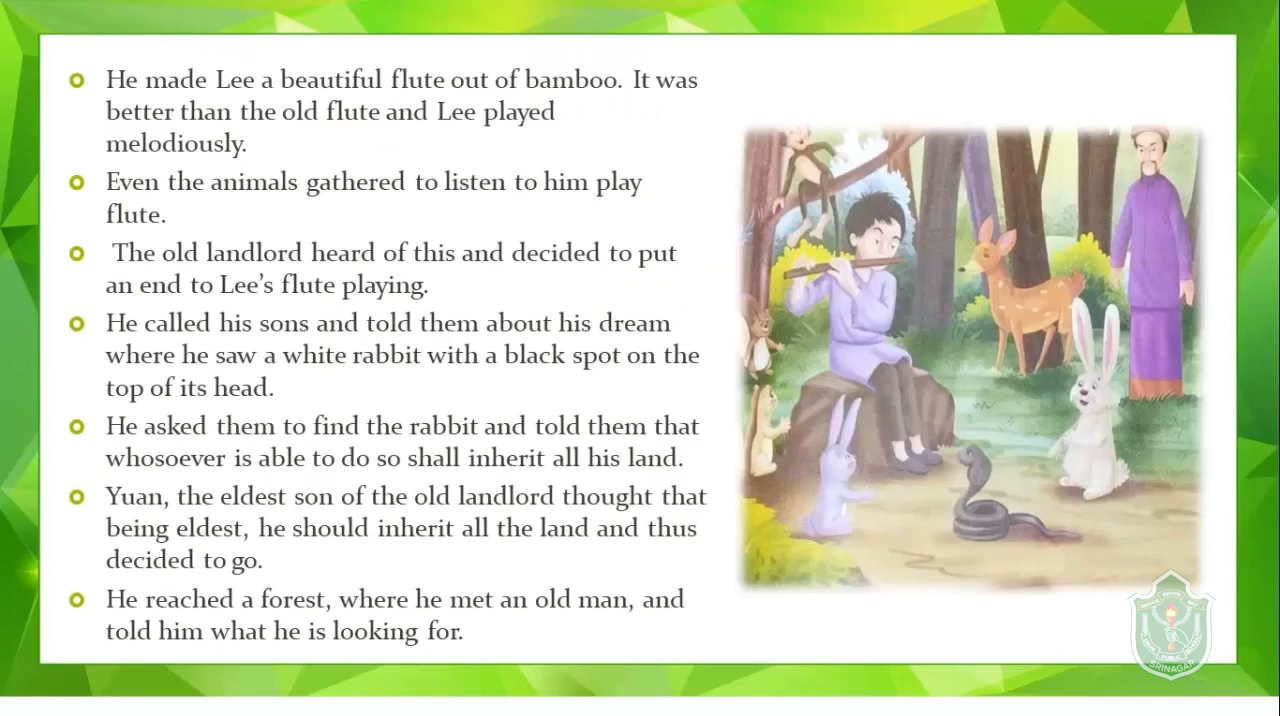 He made Lee a beautiful flute out of bamboo. It was
better than the old flute and Lee played
melodiously.
Even the animals gathered to listen to him play
flute.
The old landlord heard of this and decided to put
an end to Lee’s flute playing.
He called his sons and told them about his dream
where he saw a white rabbit with a black spot on the
top of its head.
He asked them to find the rabbit and told them that
whosoever is able to do so shall inherit all his land.
Yuan, the eldest son of the old landlord thought that
being eldest, he should inherit all the land and thus
decided to go.
He reached a forest, where he met an old man, and
told him what he is looking for.
SRINAGAR